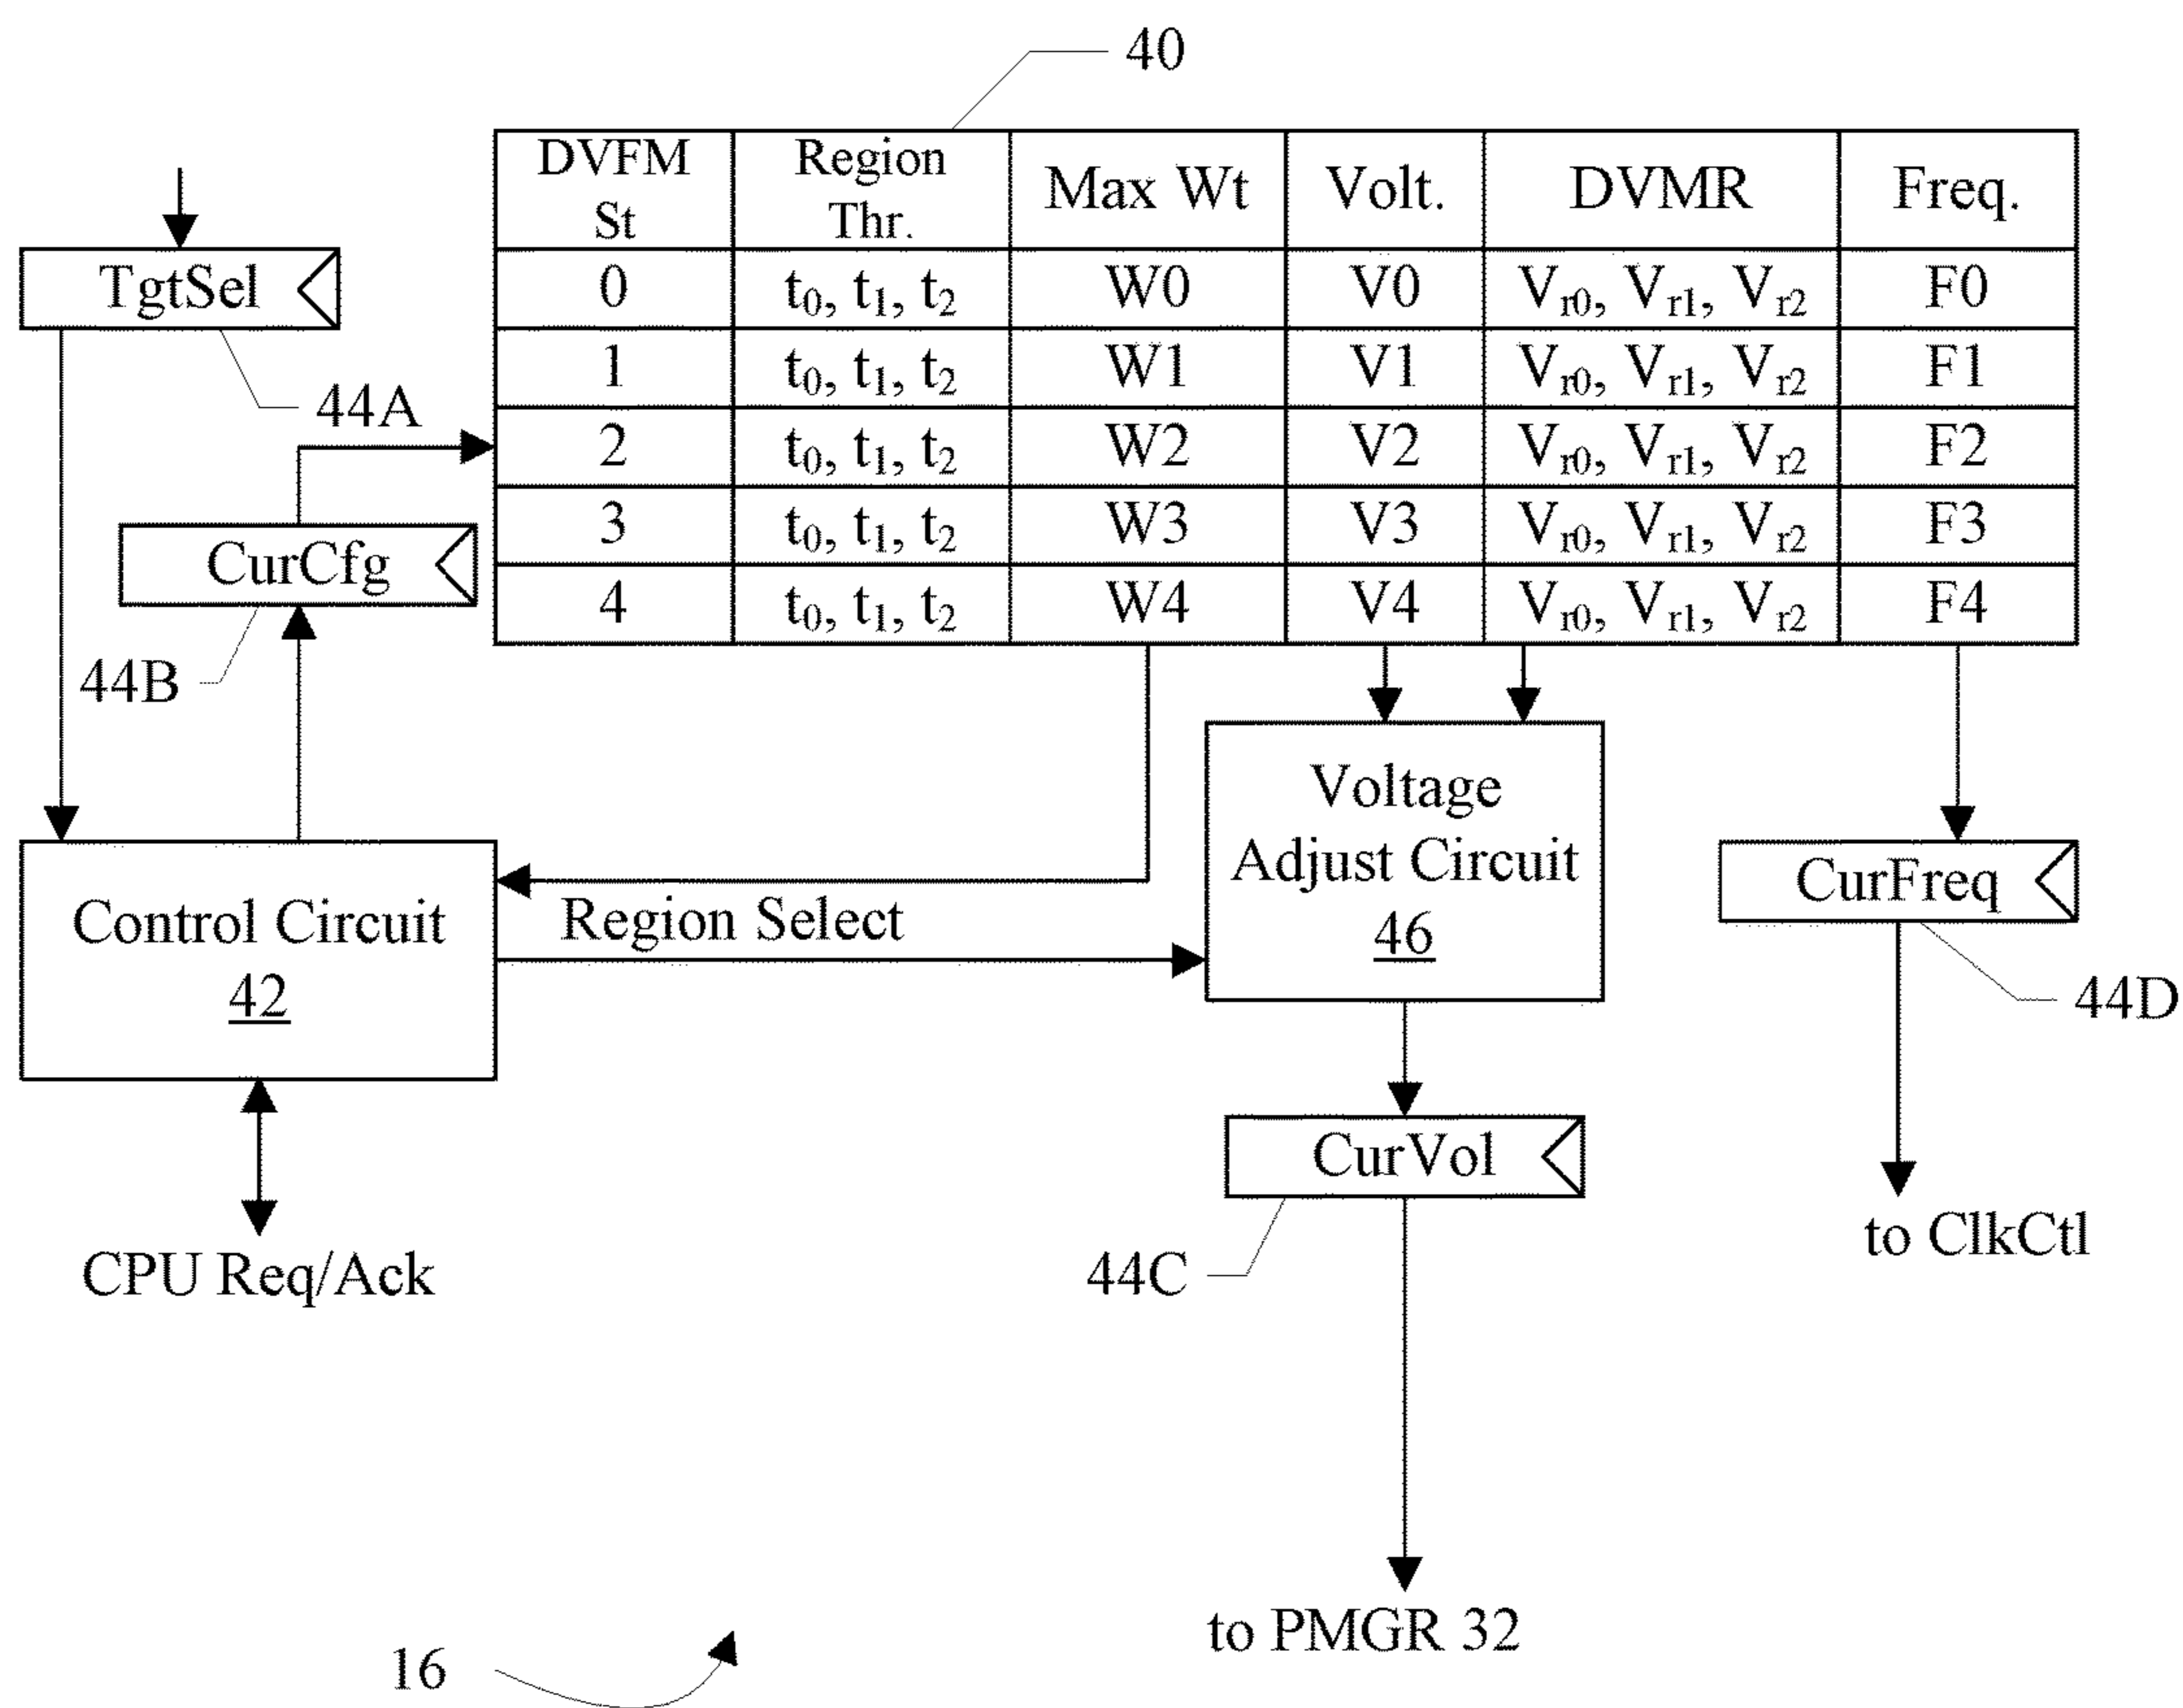 40
DVFM St | Region Thr. | Max Wt | Volt. | DVMR | Freq.
0 | t0, t1, t2 | W0 | V0 | Vr0, Vr1, Vr2 | F0
1 | t0, t1, t2 | W1 | V1 | Vr0, Vr1, Vr2 | F1
2 | t0, t1, t2 | W2 | V2 | Vr0, Vr1, Vr2 | F2
3 | t0, t1, t2 | W3 | V3 | Vr0, Vr1, Vr2 | F3
4 | t0, t1, t2 | W4 | V4 | Vr0, Vr1, Vr2 | F4
TgtSel
44A
CurCfg
44B
Control Circuit
42
Region Select
Voltage
Adjust Circuit
46
CurFreq
44D
CPU Req/Ack
CurVol
44C
to ClkCtl
to PMGR 32
16